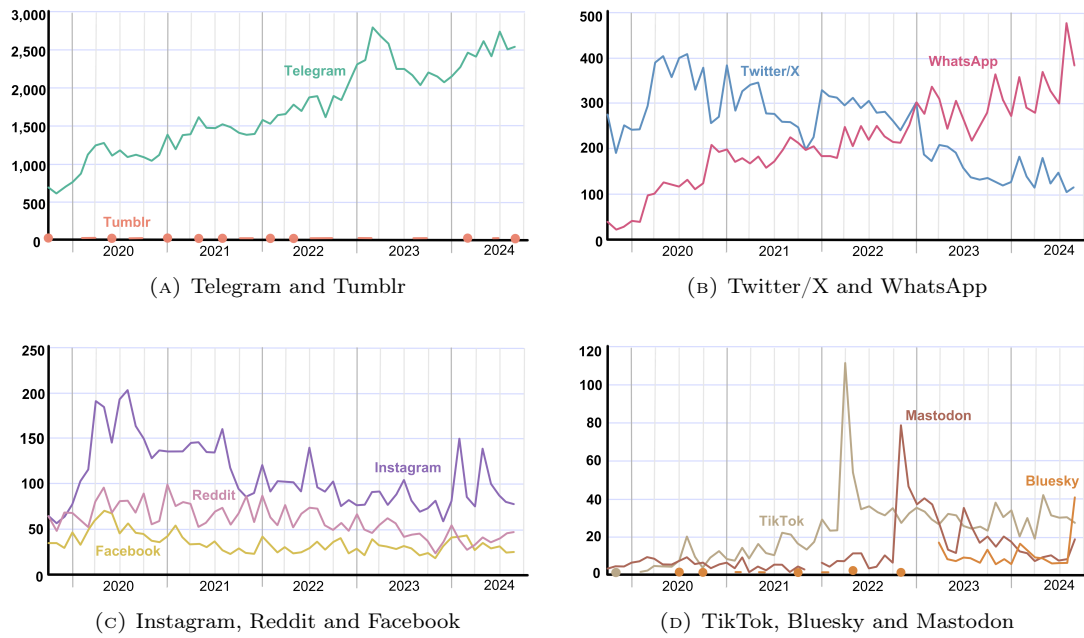 3,000
2,500
2,000
1,500
1,000
500
0
Telegram
Tumblr
2020 2021 2022 2023 2024
(A) Telegram and Tumblr
500
400
300
200
100
0
Twitter/X
WhatsApp
2020 2021 2022 2023 2024
(B) Twitter/X and WhatsApp
250
200
150
100
50
0
Instagram
Reddit
Facebook
2020 2021 2022 2023 2024
(C) Instagram, Reddit and Facebook
120
100
80
60
40
20
0
Mastodon
Bluesky
TikTok
2020 2021 2022 2023 2024
(D) TikTok, Bluesky and Mastodon